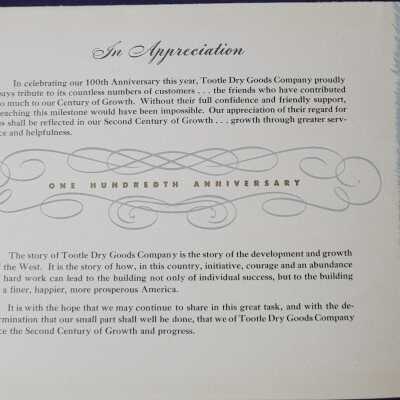 In Appreciation
In celebrating our 100th Anniversary this year, Tootle Dry Goods Company proudly
ays tribute to its countless numbers of customers . . . the friends who have contributed
o much to our Century of Growth. Without their full confidence and friendly support,
eaching this milestone would have been impossible. Our appreciation of their regard for
s shall be reflected in our Second Century of Growth . . . growth through greater serv-
ce and helpfulness.
ONE HUNDREDTH ANNIVERSARY
The story of Tootle Dry Goods Company is the story of the development and growth
the West. It is the story of how, in this country, initiative, courage and an abundance
hard work can lead to the building not only of individual success, but to the building
a finer, happier, more prosperous America.
It is with the hope that we may continue to share in this great task, and with the de-
rmination that our small part shall well be done, that we of Tootle Dry Goods Company
ce the Second Century of Growth and progress.